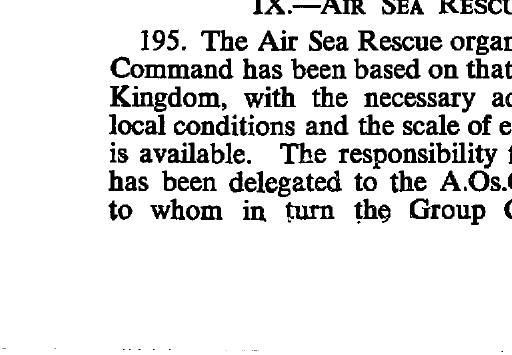 IX.—AIR SEA RESCU
195. The Air Sea Rescue organ
Command has been based on that
Kingdom, with the necessary ad
local conditions and the scale of e
is available. The responsibility f
has been delegated to the A.Os.C
to whom in turn the Group C